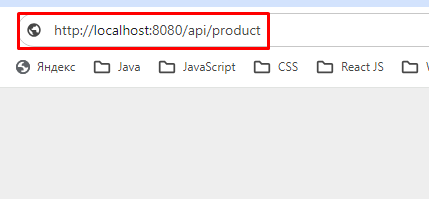 http://localhost:8080/api/product
Яндекс Java JavaScript CSS React JS